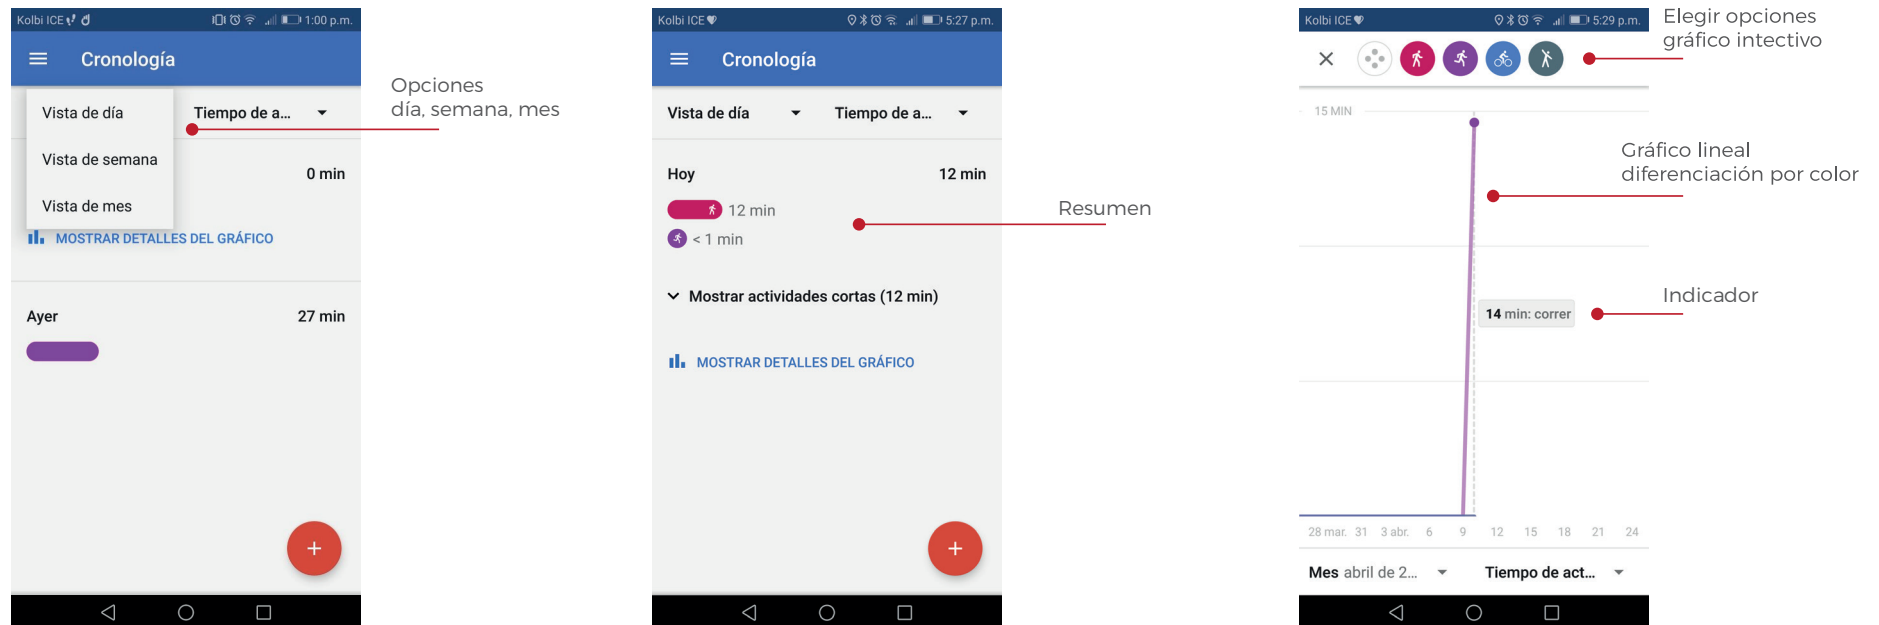 Kolbi ICE
1:00 p.m.
Cronología
Vista de día
Vista de semana
Vista de mes
Tiempo de a...
0 min
MOSTRAR DETALLES DEL GRÁFICO
Ayer
27 min
+
Opciones
día, semana, mes
Kolbi ICE
5:27 p.m.
Cronología
Vista de día
Tiempo de a...
Hoy
12 min
12 min
< 1 min
Mostrar actividades cortas (12 min)
MOSTRAR DETALLES DEL GRÁFICO
+
Resumen
Kolbi ICE
5:29 p.m.
15 MIN
14 min: correr
28 mar. 31 3 abr. 6 9 12 15 18 21 24
Mes abril de 2...
Tiempo de act...
Elegir opciones
gráfico intectivo
Gráfico lineal
diferenciación por color
Indicador